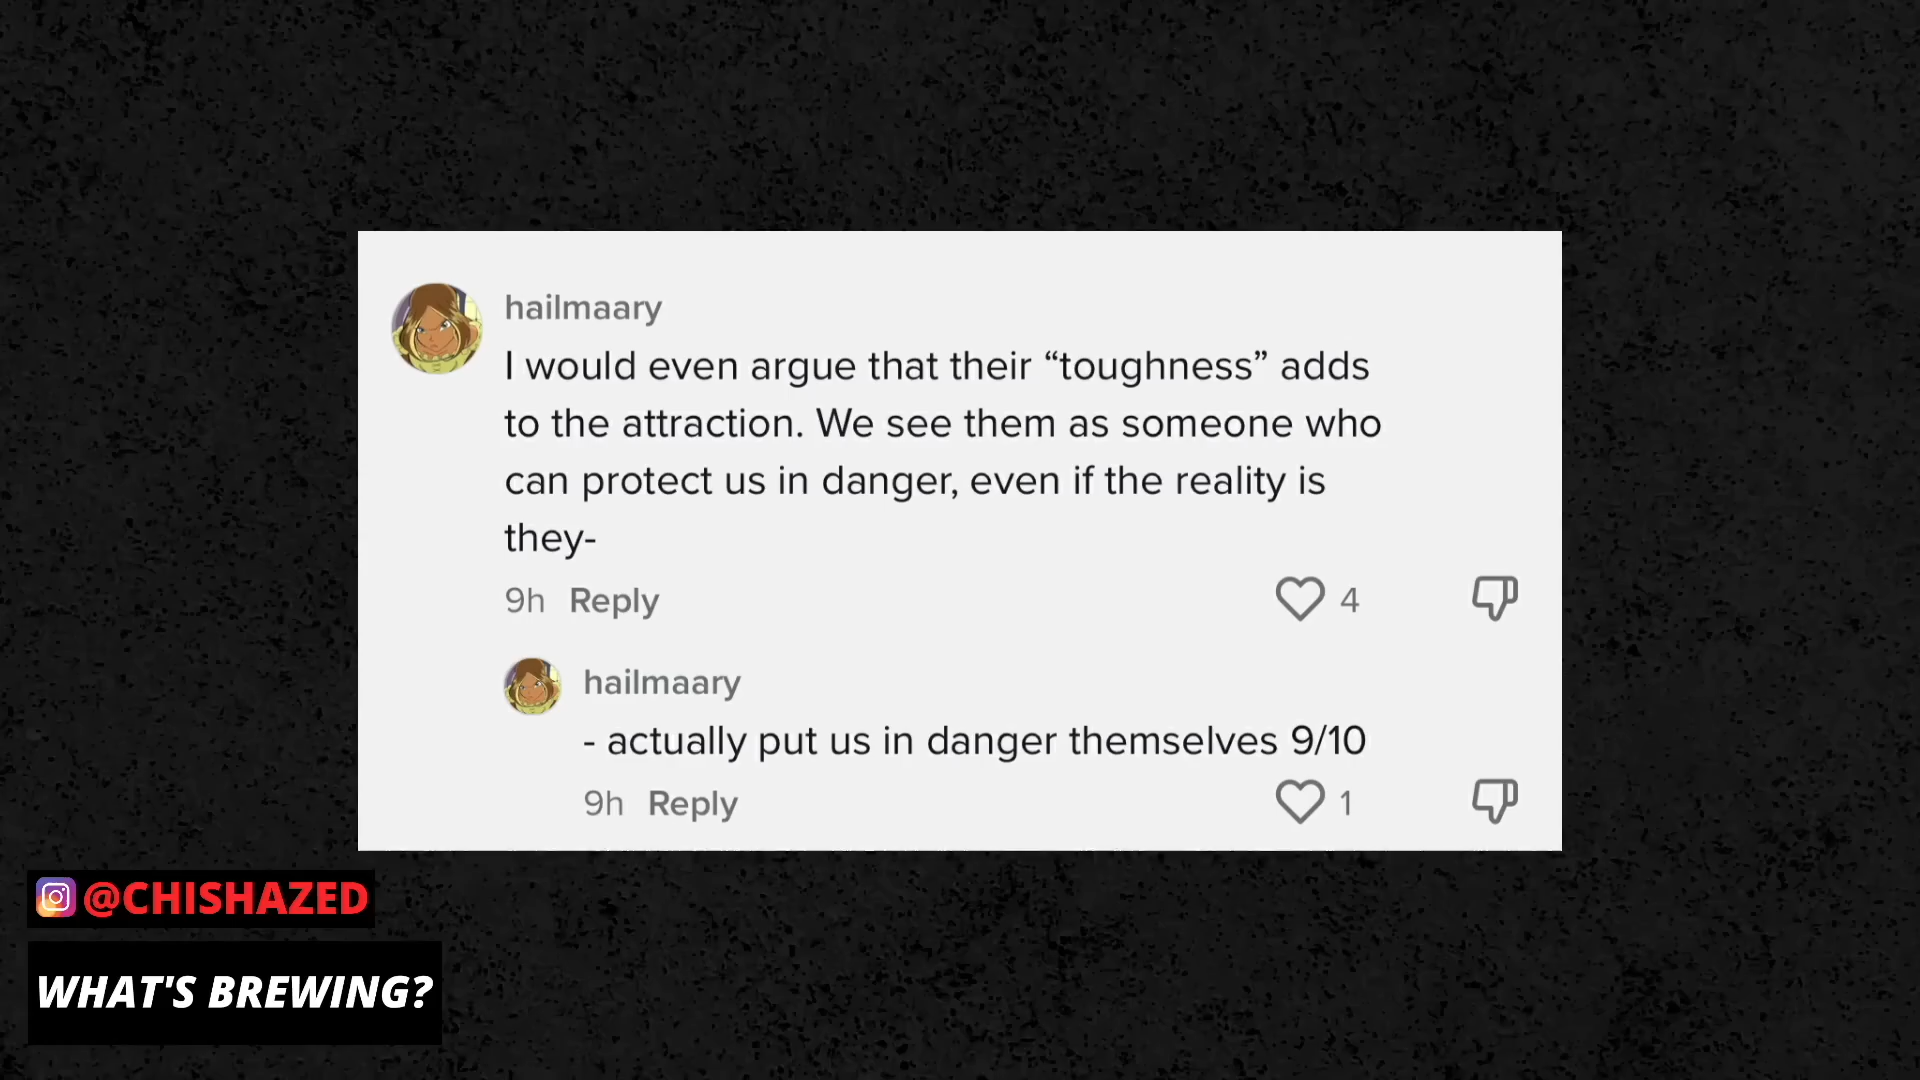 hailmaary
I would even argue that their “toughness” adds
to the attraction. We see them as someone who
can protect us in danger, even if the reality is
they-
9h Reply 4
hailmaary
- actually put us in danger themselves 9/10
9h Reply 1
@CHISHAZED
WHAT'S BREWING?